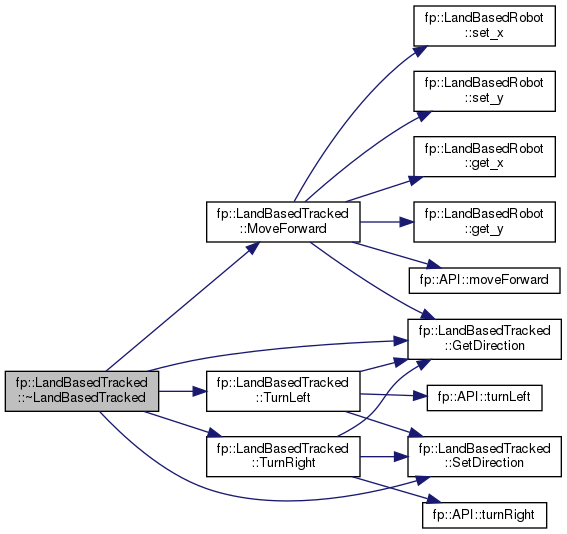 fp::LandBasedRobot
::set_x
fp::LandBasedRobot
::set_y
fp::LandBasedRobot
::get_x
fp::LandBasedTracked
::MoveForward
fp::LandBasedRobot
::get_y
fp::API::moveForward
fp::LandBasedTracked
::GetDirection
fp::LandBasedTracked
::~LandBasedTracked
fp::LandBasedTracked
::TurnLeft
fp::API::turnLeft
fp::LandBasedTracked
::TurnRight
fp::LandBasedTracked
::SetDirection
fp::API::turnRight